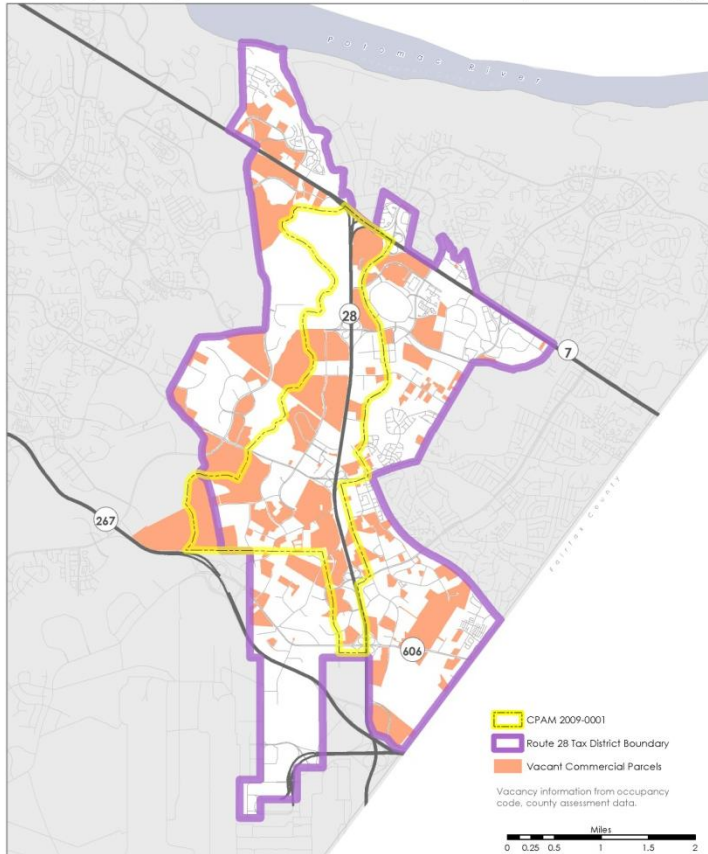 Potomac River
28
7
267
Fairfax County
606
CPAM 2009-0001
Route 28 Tax District Boundary
Vacant Commercial Parcels
Vacancy information from occupancy
code, county assessment data.
Miles
0 0.25 0.5 1 1.5 2